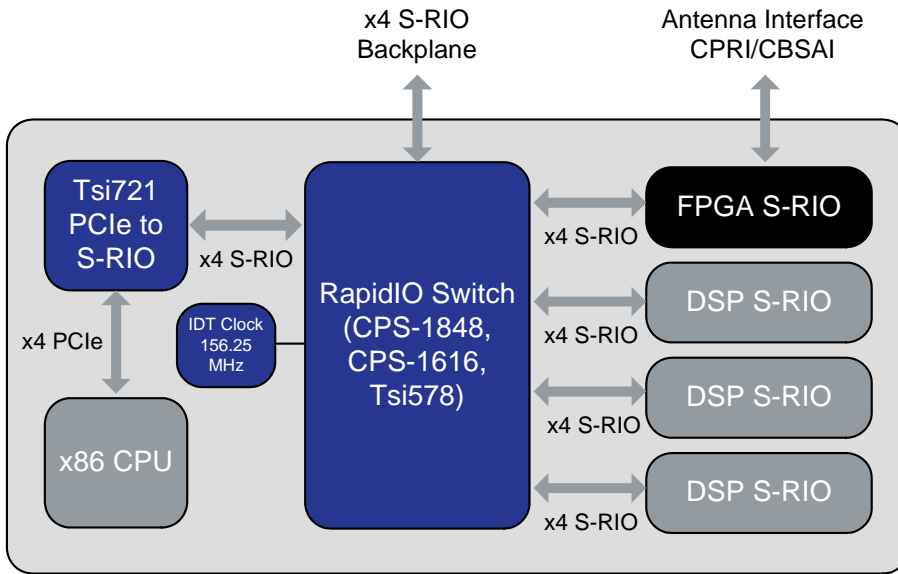 x4 S-RIO
Backplane
Antenna Interface
CPRI/CBSAI
Tsi721
PCIe to
S-RIO
x4 S-RIO
x4 PCIe
IDT Clock
156.25
MHz
x86 CPU
RapidIO Switch
(CPS-1848,
CPS-1616,
Tsi578)
x4 S-RIO
FPGA S-RIO
x4 S-RIO
DSP S-RIO
x4 S-RIO
DSP S-RIO
x4 S-RIO
DSP S-RIO